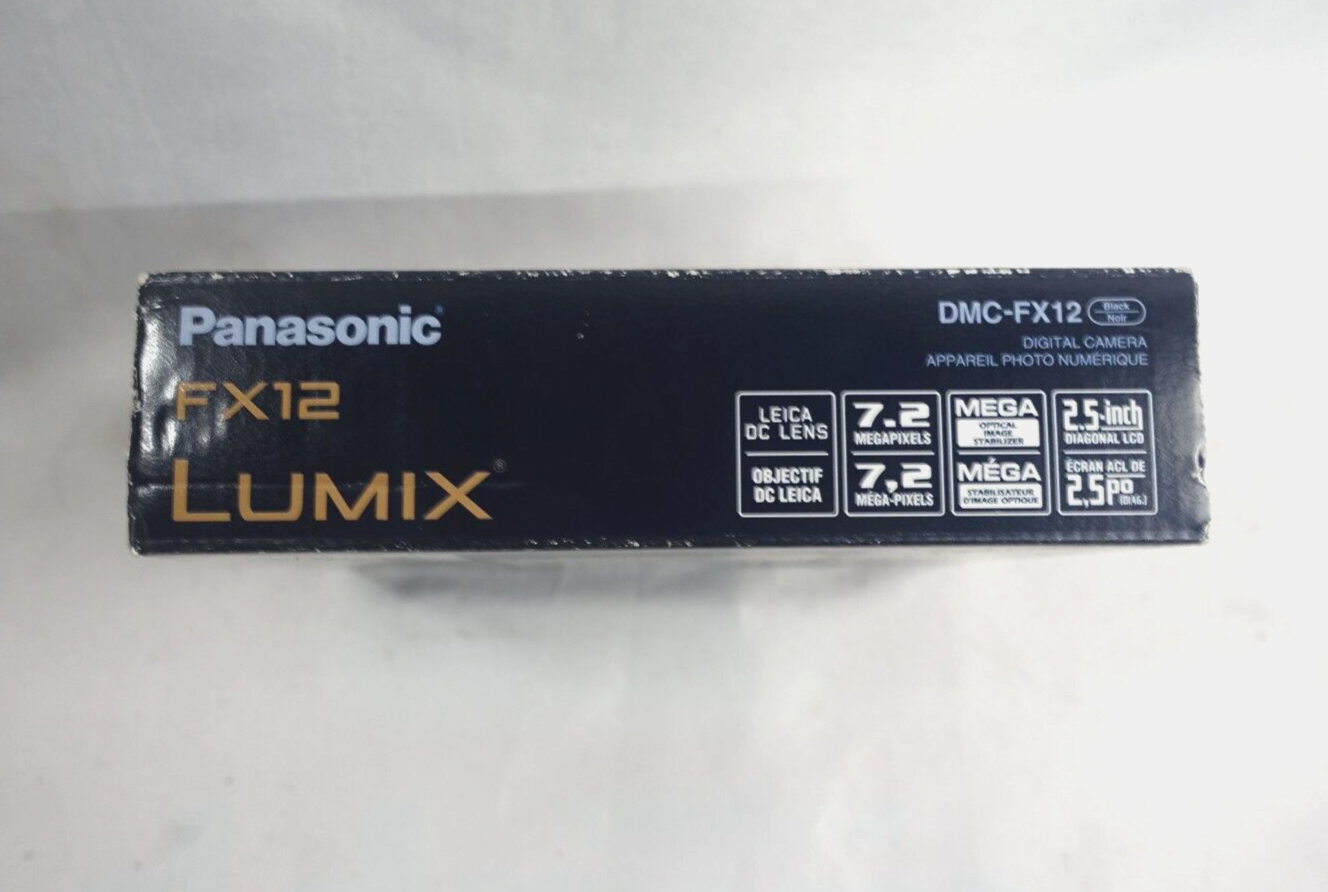 Panasonic®
FX12
LUMIX®
DMC-FX12 Black Noir
DIGITAL CAMERA
APPAREIL PHOTO NUMÉRIQUE
LEICA
DC LENS
OBJECTIF
DC LEICA
7.2
MEGAPIXELS
7,2
MÉGA-PIXELS
MEGA
OPTICAL
IMAGE
STABILIZER
MÉGA
STABILISATEUR
D'IMAGE OPTIQUE
2.5-inch
DIAGONAL LCD
ÉCRAN ACL DE
2,5po
(DIAG.)